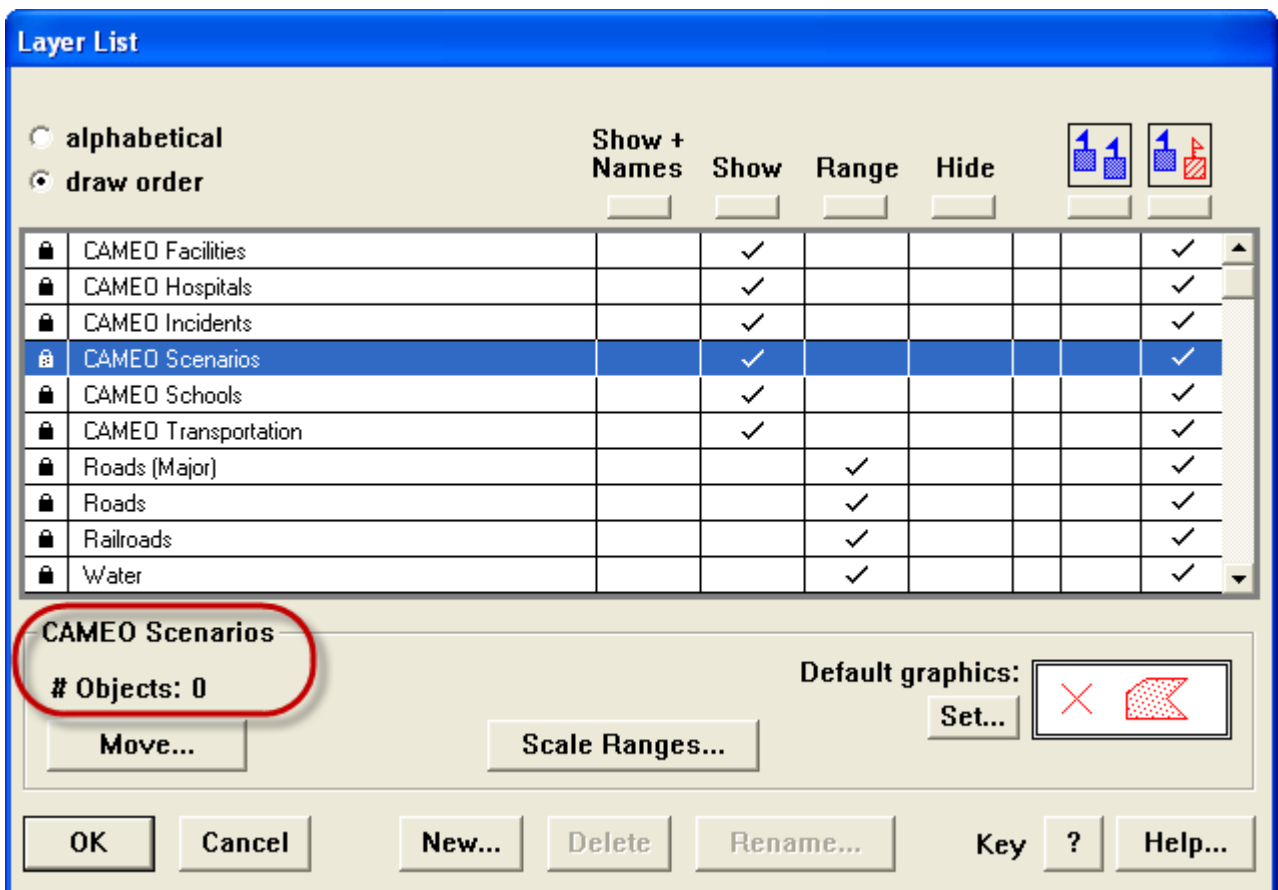 Layer List
alphabetical
draw order
Show +
Names
Show
Range
Hide
CAMEO Facilities
CAMEO Hospitals
CAMEO Incidents
CAMEO Scenarios
CAMEO Schools
CAMEO Transportation
Roads (Major)
Roads
Railroads
Water
CAMEO Scenarios
# Objects: 0
Default graphics:
Set...
Move...
Scale Ranges...
OK
Cancel
New...
Delete
Rename...
Key
?
Help...